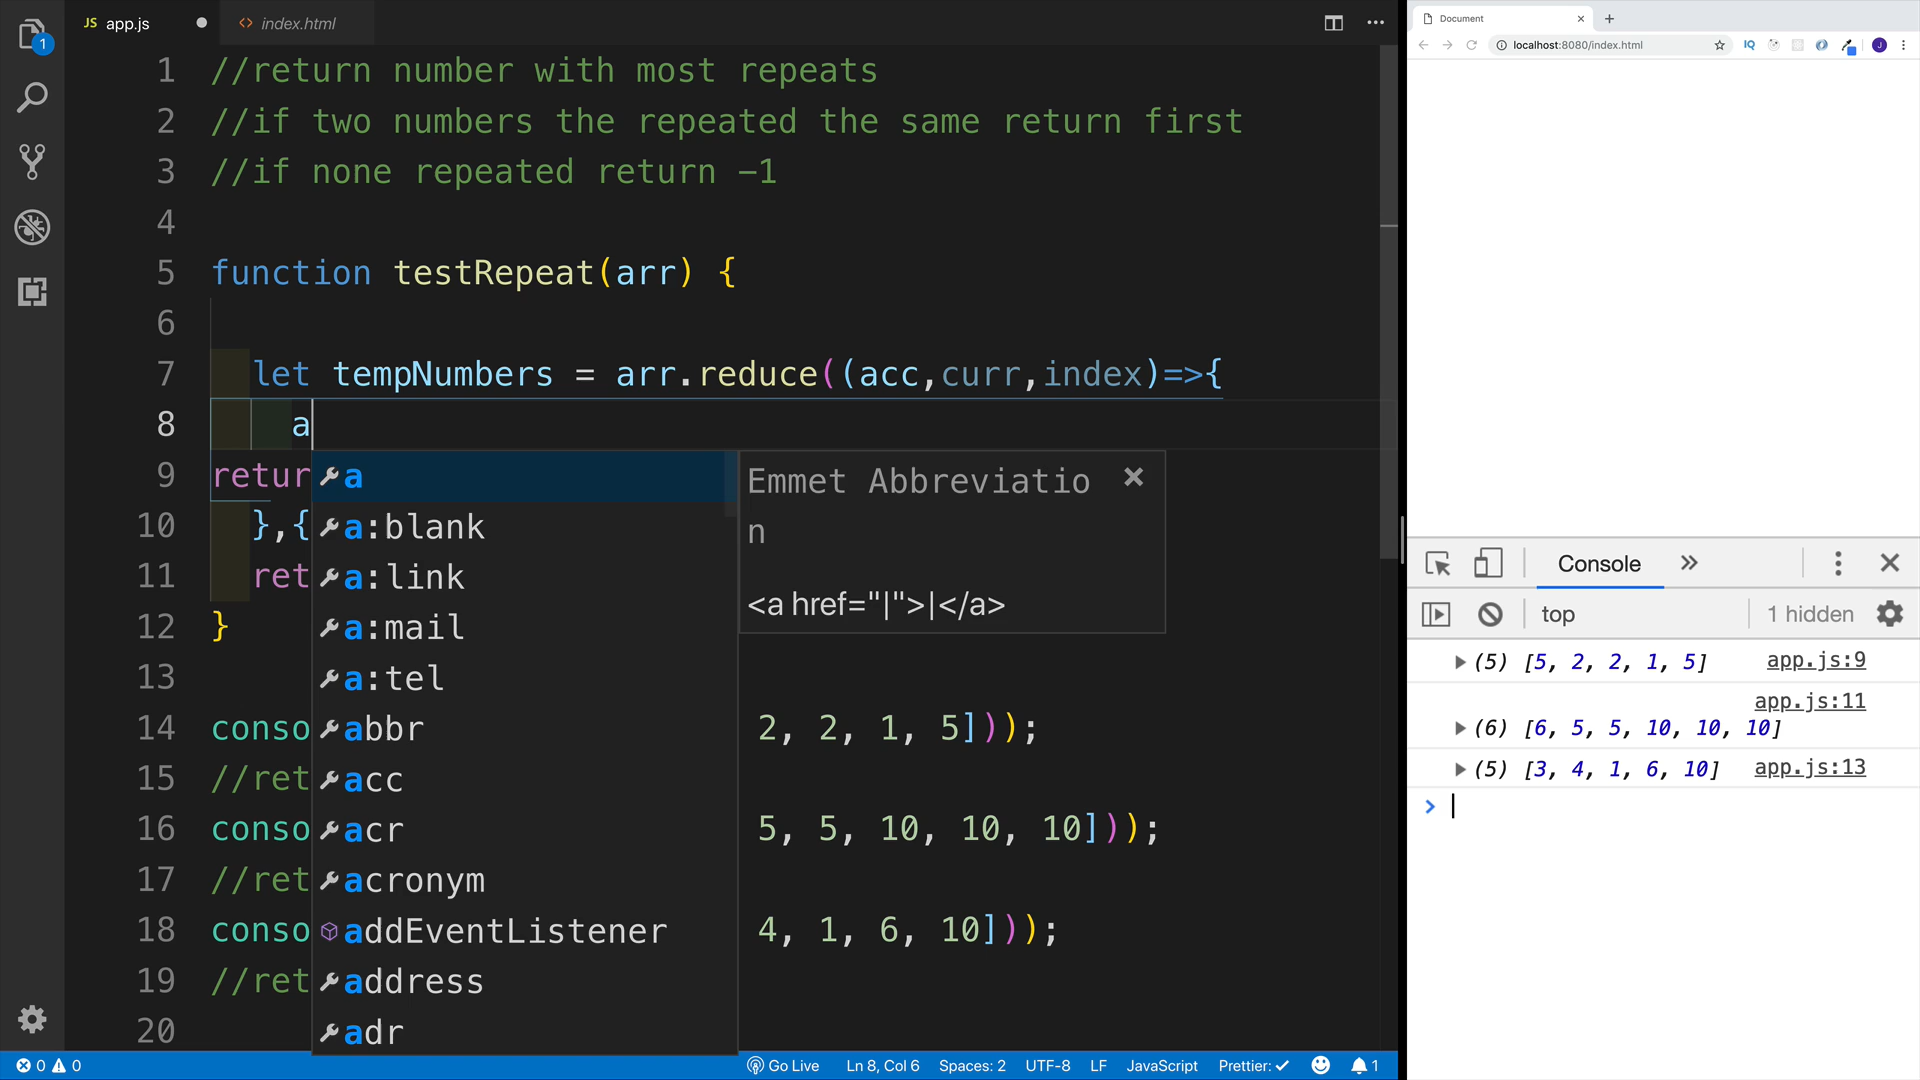 JS app.js
<> index.html
1 //return number with most repeats
2 //if two numbers the repeated the same return first
3 //if none repeated return -1
4
5 function testRepeat(arr) {
6
7 let tempNumbers = arr.reduce((acc,curr,index)=>{
8 a
9 retur
10 },{
11 ret
12 }
13
14 conso 2, 2, 1, 5]));
15 //ret
16 conso 5, 5, 10, 10, 10]));
17 //ret
18 conso 4, 1, 6, 10]));
19 //ret
20
a
a:blank
a:link
a:mail
a:tel
abbr
acc
acr
acronym
addEventListener
address
adr
Emmet Abbreviatio
n
<a href="|">|</a>
1
0 0
Go Live Ln 8, Col 6 Spaces: 2 UTF-8 LF JavaScript Prettier: ✓ 1
Document
localhost:8080/index.html
IQ
J
Console
top
1 hidden
(5) [5, 2, 2, 1, 5] app.js:9
app.js:11
(6) [6, 5, 5, 10, 10, 10]
(5) [3, 4, 1, 6, 10] app.js:13